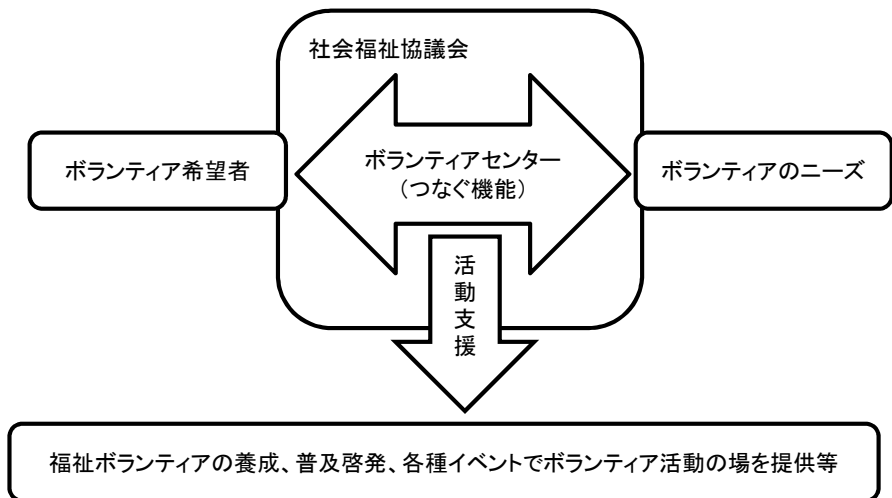 社会福祉協議会
ボランティア希望者
ボランティアセンター
（つなぐ機能）
ボランティアのニーズ
活動支援
福祉ボランティアの養成、普及啓発、各種イベントでボランティア活動の場を提供等